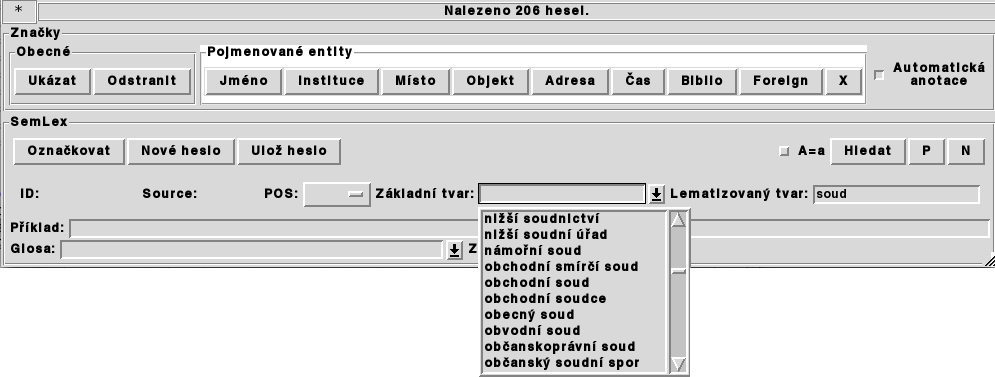 *
Nalezeno 206 hesel.
Značky
Obecné
Ukázat Odstranit
Pojmenované entity
Jméno Instituce Místo Objekt Adresa Čas Biblio Foreign X
Automatická
anotace
SemLex
Označkovat Nové heslo Ulož heslo
A=a Hledat P N
ID: Source: POS: Základní tvar: Lematizovaný tvar: soud
Příklad:
Glosa: Z
nižší soudnictví
nižší soudní úřad
námořní soud
obchodní smírčí soud
obchodní soud
obchodní soudce
obecný soud
obvodní soud
občanskoprávní soud
občanský soudní spor